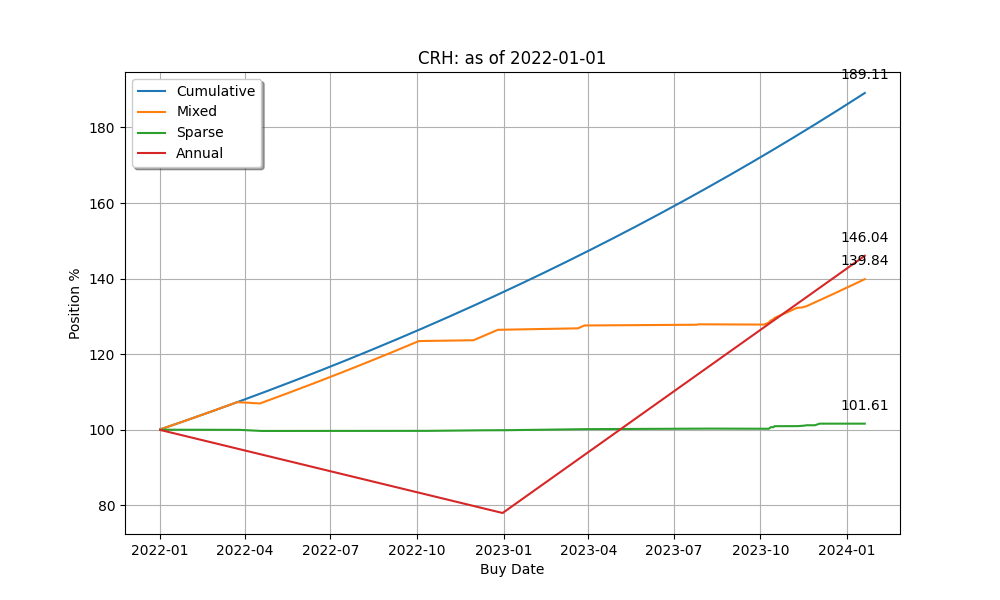 CRH: as of 2022-01-01
Cumulative
Mixed
Sparse
Annual
189.11
146.04
139.84
101.61
180
160
140
120
100
80
Position %
2022-01 2022-04 2022-07 2022-10 2023-01 2023-04 2023-07 2023-10 2024-01
Buy Date